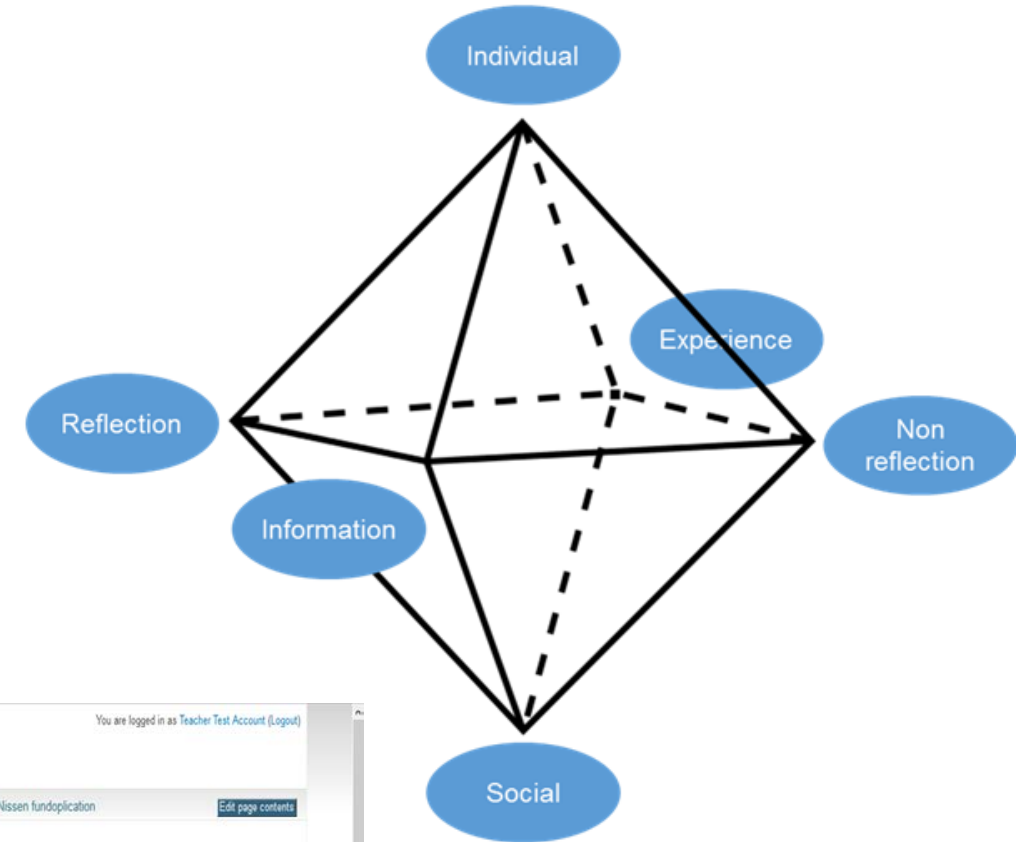 Individual
Experience
Reflection
Non
reflection
Information
You are logged in as Teacher Test Account (Logout)
Nissen fundoplication
Edit page contents
Social